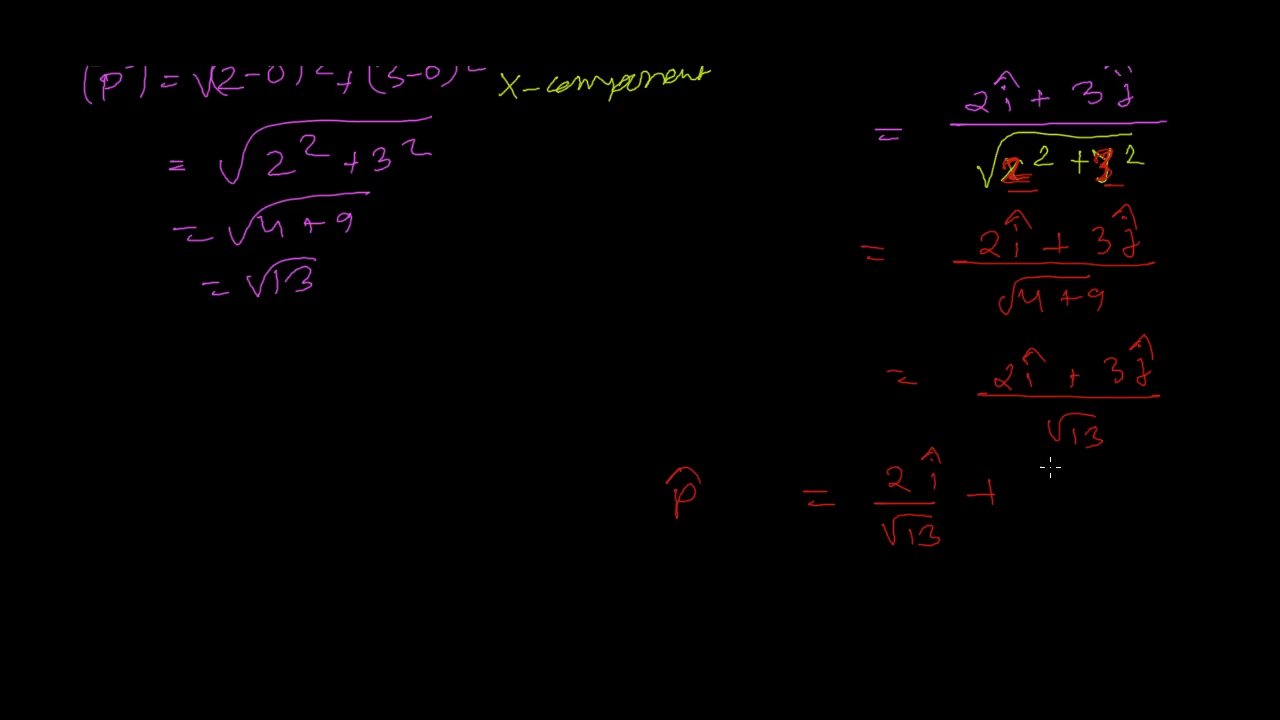 |p| = √(2-0)² + (3-0)² x-component
= √2² + 3²
= √4+9
= √13
= 2î + 3ĵ / √2² + 3²
= 2î + 3ĵ / √4+9
= 2î + 3ĵ / √13
p̂ = 2î / √13 +